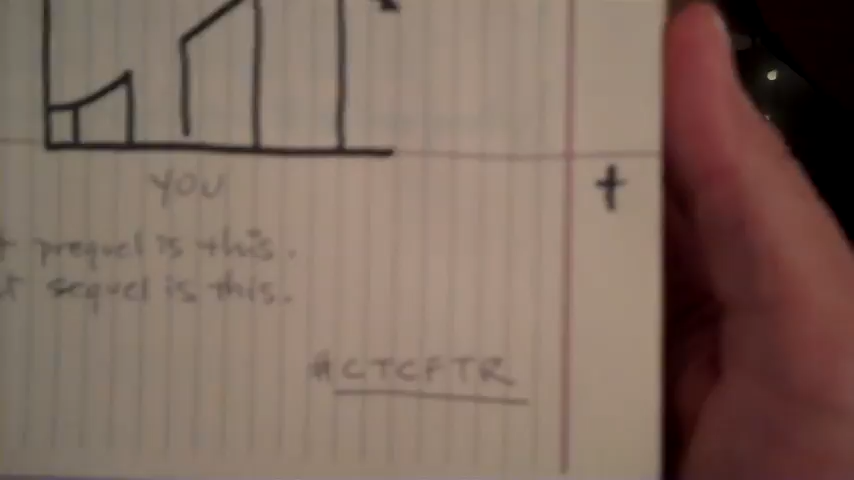 YOU
t
t prequel is this.
t sequel is this.
#CTCFTR